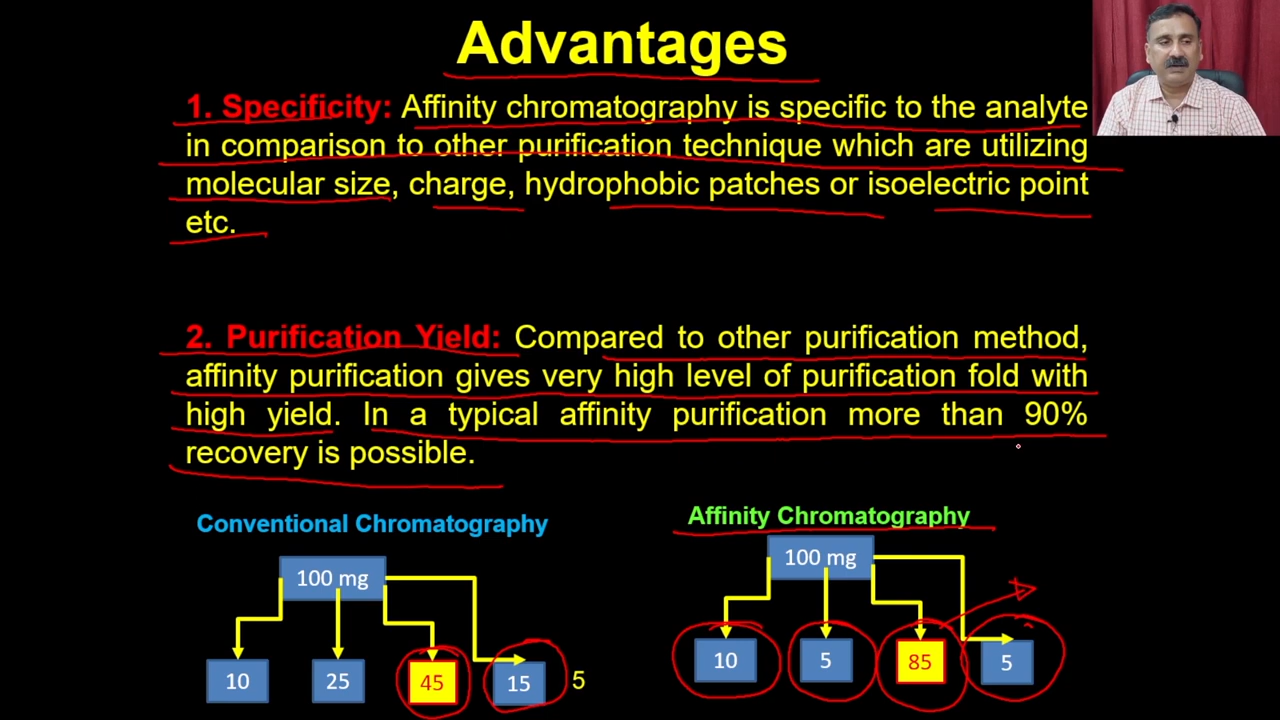 Advantages
1. Specificity: Affinity chromatography is specific to the analyte
in comparison to other purification technique which are utilizing
molecular size, charge, hydrophobic patches or isoelectric point
etc.
2. Purification Yield: Compared to other purification method,
affinity purification gives very high level of purification fold with
high yield. In a typical affinity purification more than 90%
recovery is possible.
Conventional Chromatography
100 mg
10 25 45 15 5
Affinity Chromatography
100 mg
10 5 85 5